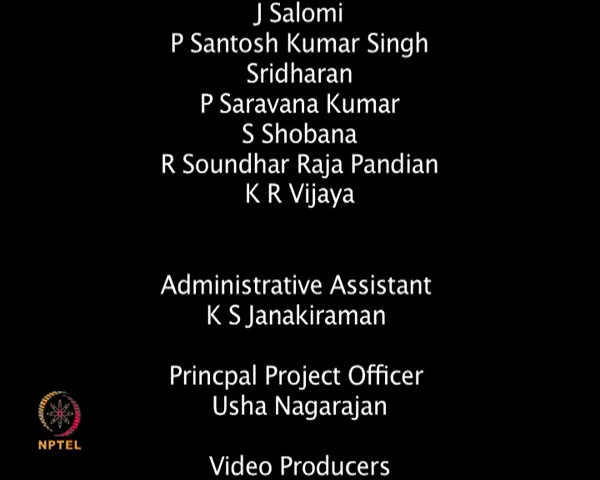 J Salomi
P Santosh Kumar Singh
Sridharan
P Saravana Kumar
S Shobana
R Soundhar Raja Pandian
K R Vijaya
Administrative Assistant
K S Janakiraman
Princpal Project Officer
Usha Nagarajan
NPTEL
Video Producers